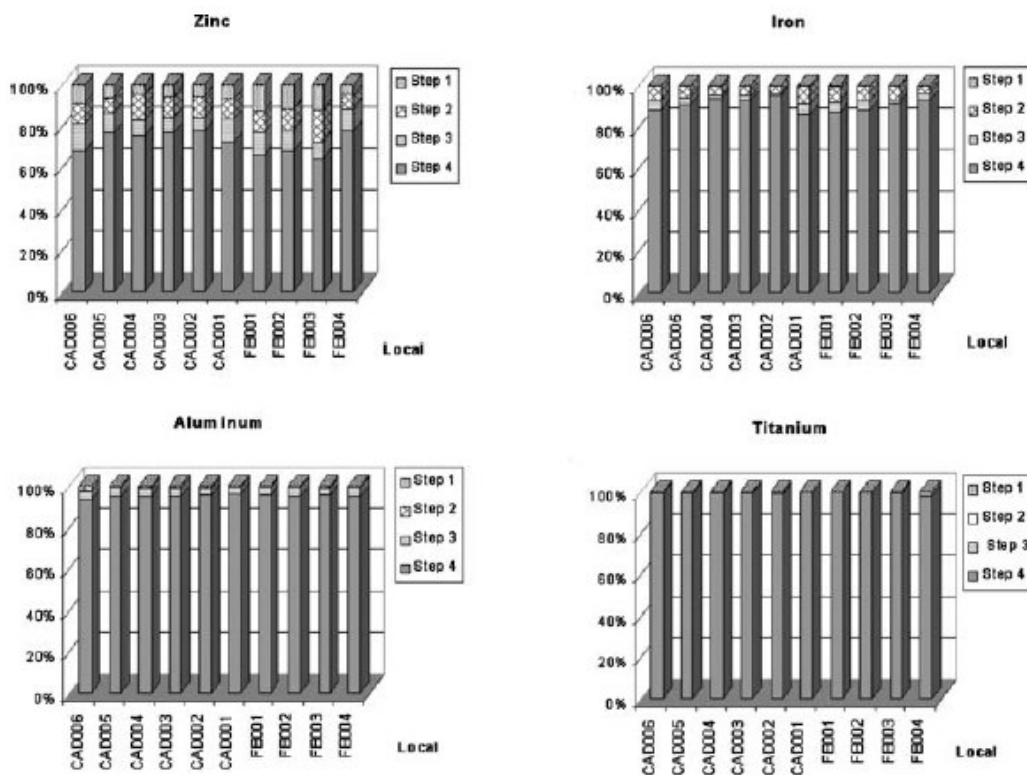 Zinc
100%
80%
60%
40%
20%
0%
CAD006
CAD005
CAD004
CAD003
CAD002
CAD001
FB001
FB002
FB003
FB004
Local
Step 1
Step 2
Step 3
Step 4
Iron
100%
80%
60%
40%
20%
0%
CAD006
CAD005
CAD004
CAD003
CAD002
CAD001
FB001
FB002
FB003
FB004
Local
Step 1
Step 2
Step 3
Step 4
Aluminum
100%
80%
60%
40%
20%
0%
CAD006
CAD005
CAD004
CAD003
CAD002
CAD001
FB001
FB002
FB003
FB004
Local
Step 1
Step 2
Step 3
Step 4
Titanium
100%
80%
60%
40%
20%
0%
CAD006
CAD005
CAD004
CAD003
CAD002
CAD001
FB001
FB002
FB003
FB004
Local
Step 1
Step 2
Step 3
Step 4